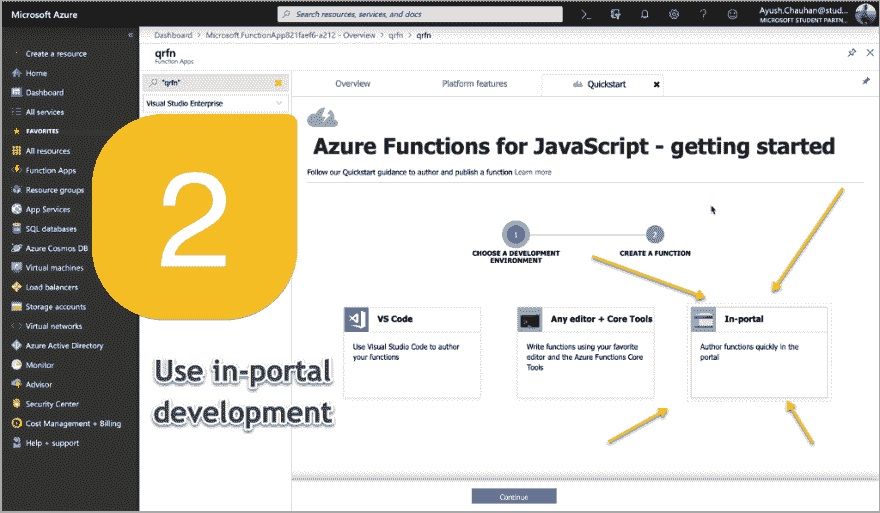 Microsoft Azure
Search resources, services, and docs
Ayush.Chauhan@stud...
MICROSOFT STUDENT PARTN...
Dashboard > Microsoft.FunctionApp821faef6-a212 - Overview > qrfn > qrfn
qrfn
Function Apps
"qrfn"
Visual Studio Enterprise
Create a resource
Home
Dashboard
All services
FAVORITES
All resources
Function Apps
Resource groups
App Services
SQL databases
Azure Cosmos DB
Virtual machines
Load balancers
Storage accounts
Virtual networks
Azure Active Directory
Monitor
Advisor
Security Center
Cost Management + Billing
Help + support
2
Use in-portal
development
Overview
Platform features
Quickstart
Azure Functions for JavaScript - getting started
Follow our Quickstart guidance to author and publish a function Learn more
1
CHOOSE A DEVELOPMENT
ENVIRONMENT
2
CREATE A FUNCTION
VS Code
Use Visual Studio Code to author
your functions
Any editor + Core Tools
Write functions using your favorite
editor and the Azure Functions Core
Tools
In-portal
Author functions quickly in the
portal
Continue